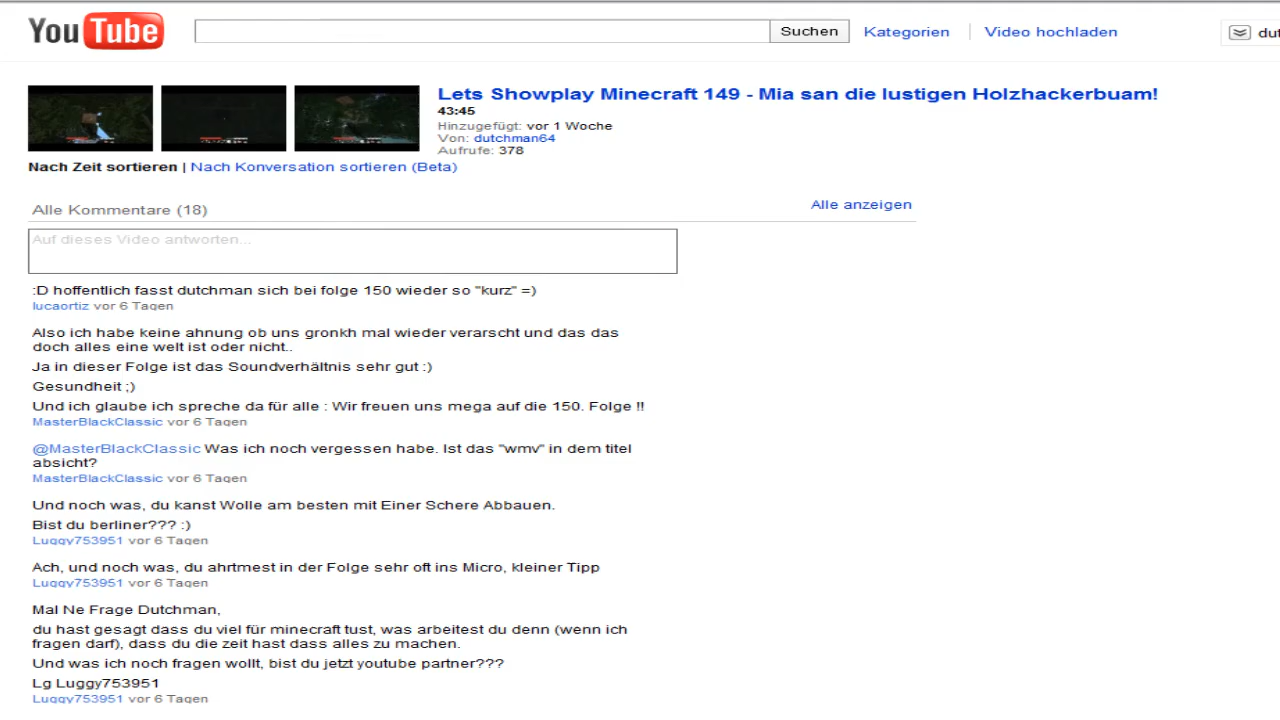 YouTube
Suchen
Kategorien
Video hochladen
Lets Showplay Minecraft 149 - Mia san die lustigen Holzhackerbuam!
43:45
Hinzugefügt: vor 1 Woche
Von: dutchman64
Aufrufe: 378
Nach Zeit sortieren | Nach Konversation sortieren (Beta)
Alle Kommentare (18)
Alle anzeigen
Auf dieses Video antworten...
:D hoffentlich fasst dutchman sich bei folge 150 wieder so "kurz" =)
lucaortiz vor 6 Tagen
Also ich habe keine ahnung ob uns gronkh mal wieder verarscht und das das
doch alles eine welt ist oder nicht..
Ja in dieser Folge ist das Soundverhältnis sehr gut :)
Gesundheit ;)
Und ich glaube ich spreche da für alle : Wir freuen uns mega auf die 150. Folge !!
MasterBlackClassic vor 6 Tagen
@MasterBlackClassic Was ich noch vergessen habe. Ist das "wmv" in dem titel
absicht?
MasterBlackClassic vor 6 Tagen
Und noch was, du kanst Wolle am besten mit Einer Schere Abbauen.
Bist du berliner??? :)
Luggy753951 vor 6 Tagen
Ach, und noch was, du ahrtmest in der Folge sehr oft ins Micro, kleiner Tipp
Luggy753951 vor 6 Tagen
Mal Ne Frage Dutchman,
du hast gesagt dass du viel für minecraft tust, was arbeitest du denn (wenn ich
fragen darf), dass du die zeit hast dass alles zu machen.
Und was ich noch fragen wollt, bist du jetzt youtube partner???
Lg Luggy753951
Luggy753951 vor 6 Tagen